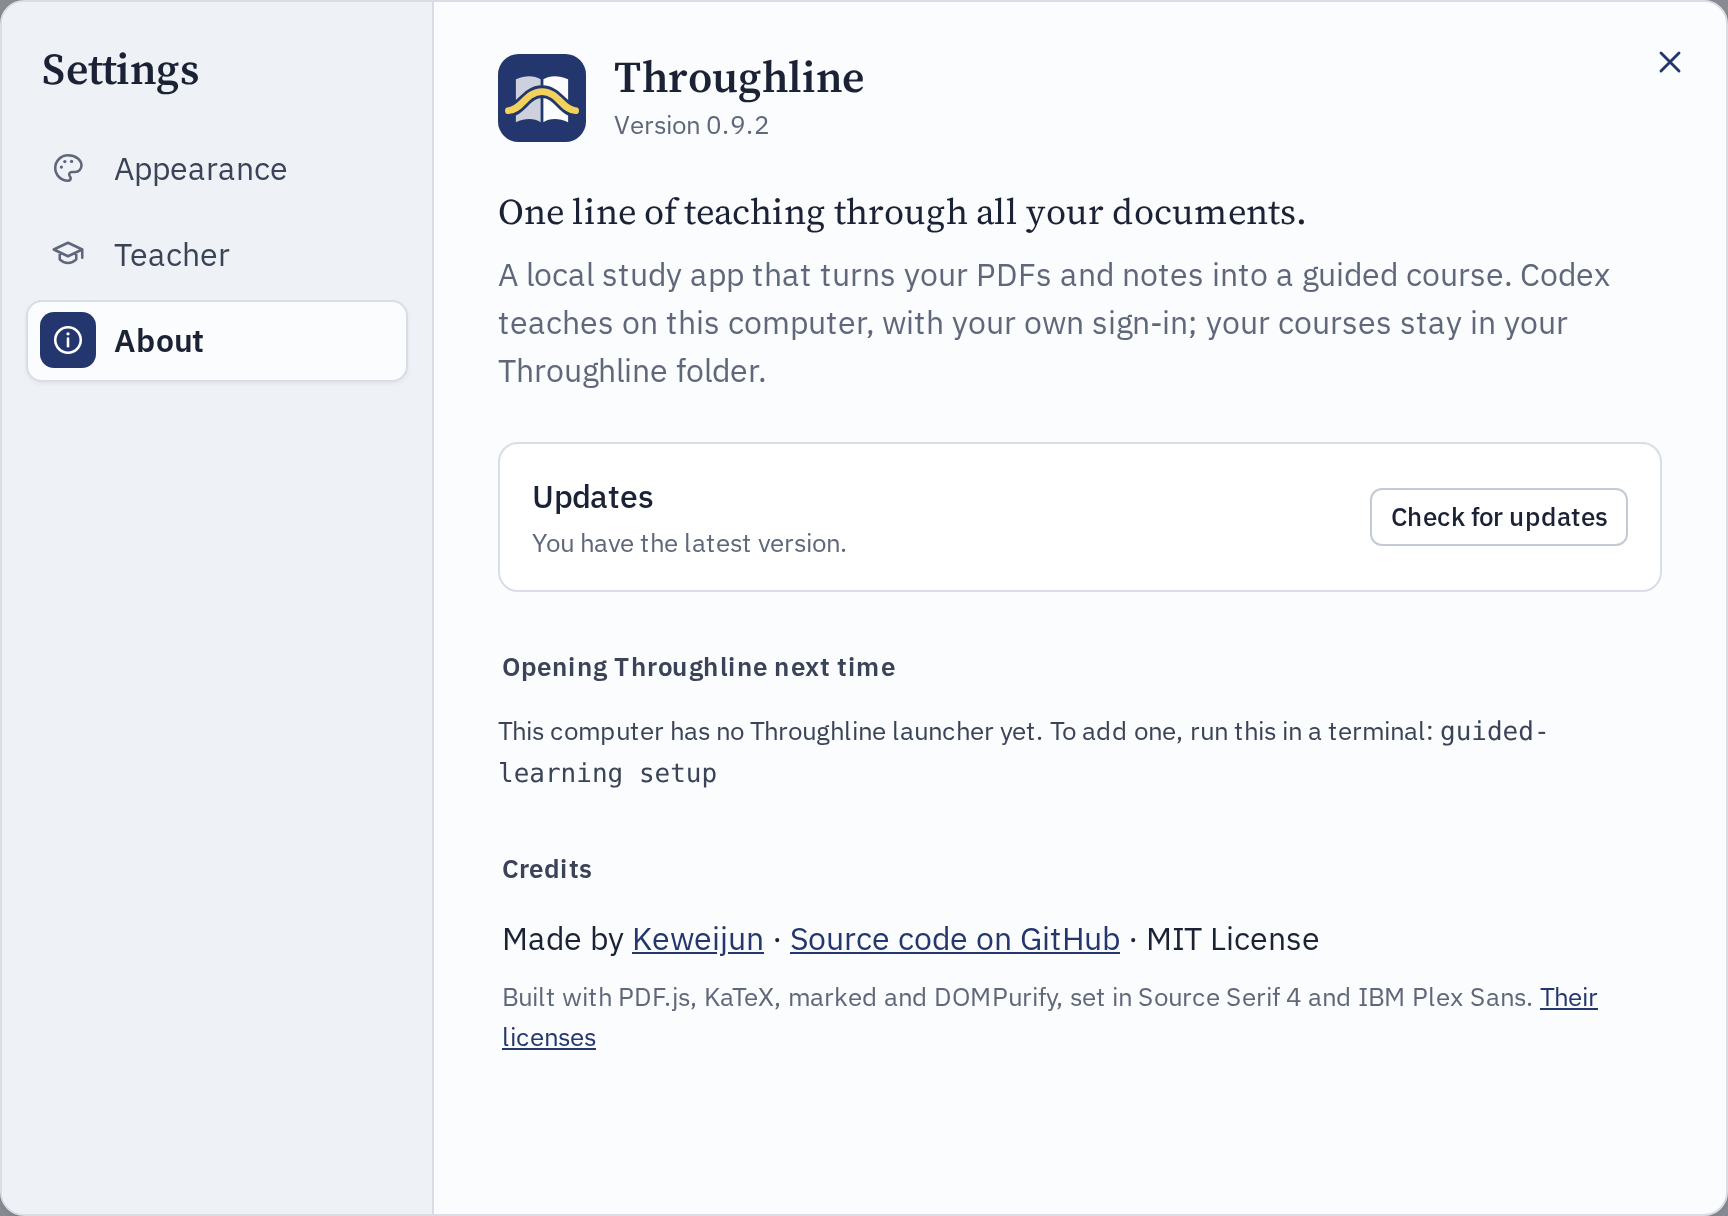 Settings
Appearance
Teacher
About
Throughline
Version 0.9.2
One line of teaching through all your documents.
A local study app that turns your PDFs and notes into a guided course. Codex
teaches on this computer, with your own sign-in; your courses stay in your
Throughline folder.
Updates
You have the latest version.
Check for updates
Opening Throughline next time
This computer has no Throughline launcher yet. To add one, run this in a terminal: guided-
learning setup
Credits
Made by Keweijun · Source code on GitHub · MIT License
Built with PDF.js, KaTeX, marked and DOMPurify, set in Source Serif 4 and IBM Plex Sans. Their
licenses